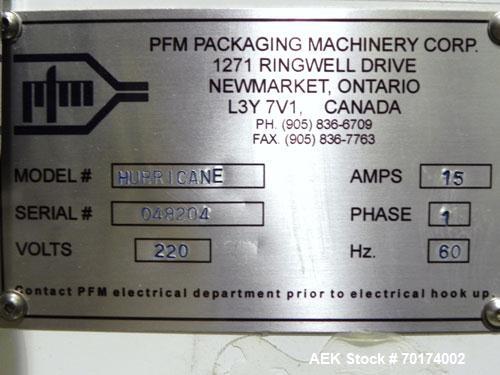 pfm
PFM PACKAGING MACHINERY CORP.
1271 RINGWELL DRIVE
NEWMARKET, ONTARIO
L3Y 7V1, CANADA
PH. (905) 836-6709
FAX. (905) 836-7763
MODEL # HURRICANE AMPS 15
SERIAL # 048204 PHASE 1
VOLTS 220 Hz. 60
Contact PFM electrical department prior to electrical hook up.
AEK Stock # 70174002